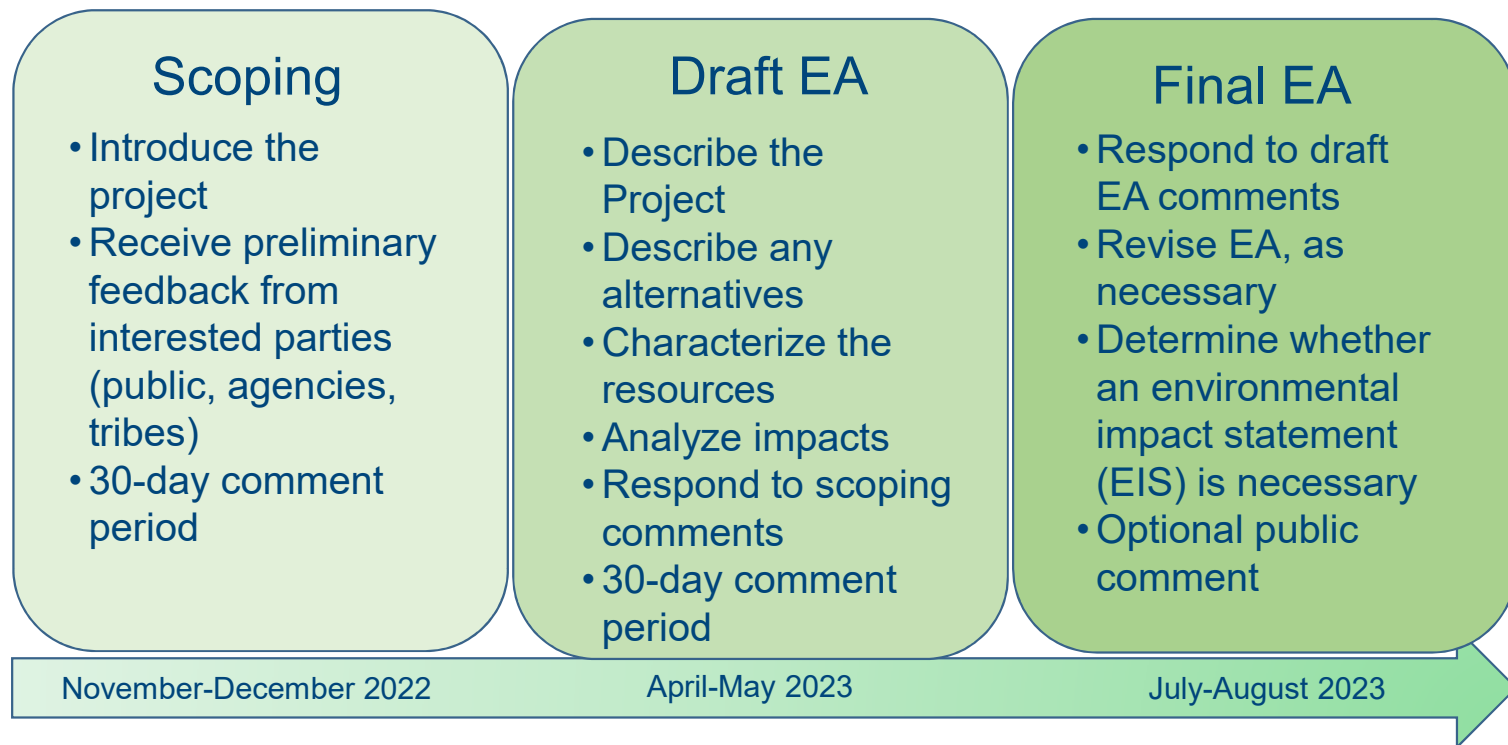 Scoping
• Introduce the
project
• Receive preliminary
feedback from
interested parties
(public, agencies,
tribes)
• 30-day comment
period
Draft EA
• Describe the
Project
• Describe any
alternatives
• Characterize the
resources
• Analyze impacts
• Respond to scoping
comments
• 30-day comment
period
Final EA
• Respond to draft
EA comments
• Revise EA, as
necessary
• Determine whether
an environmental
impact statement
(EIS) is necessary
• Optional public
comment
November-December 2022
April-May 2023
July-August 2023